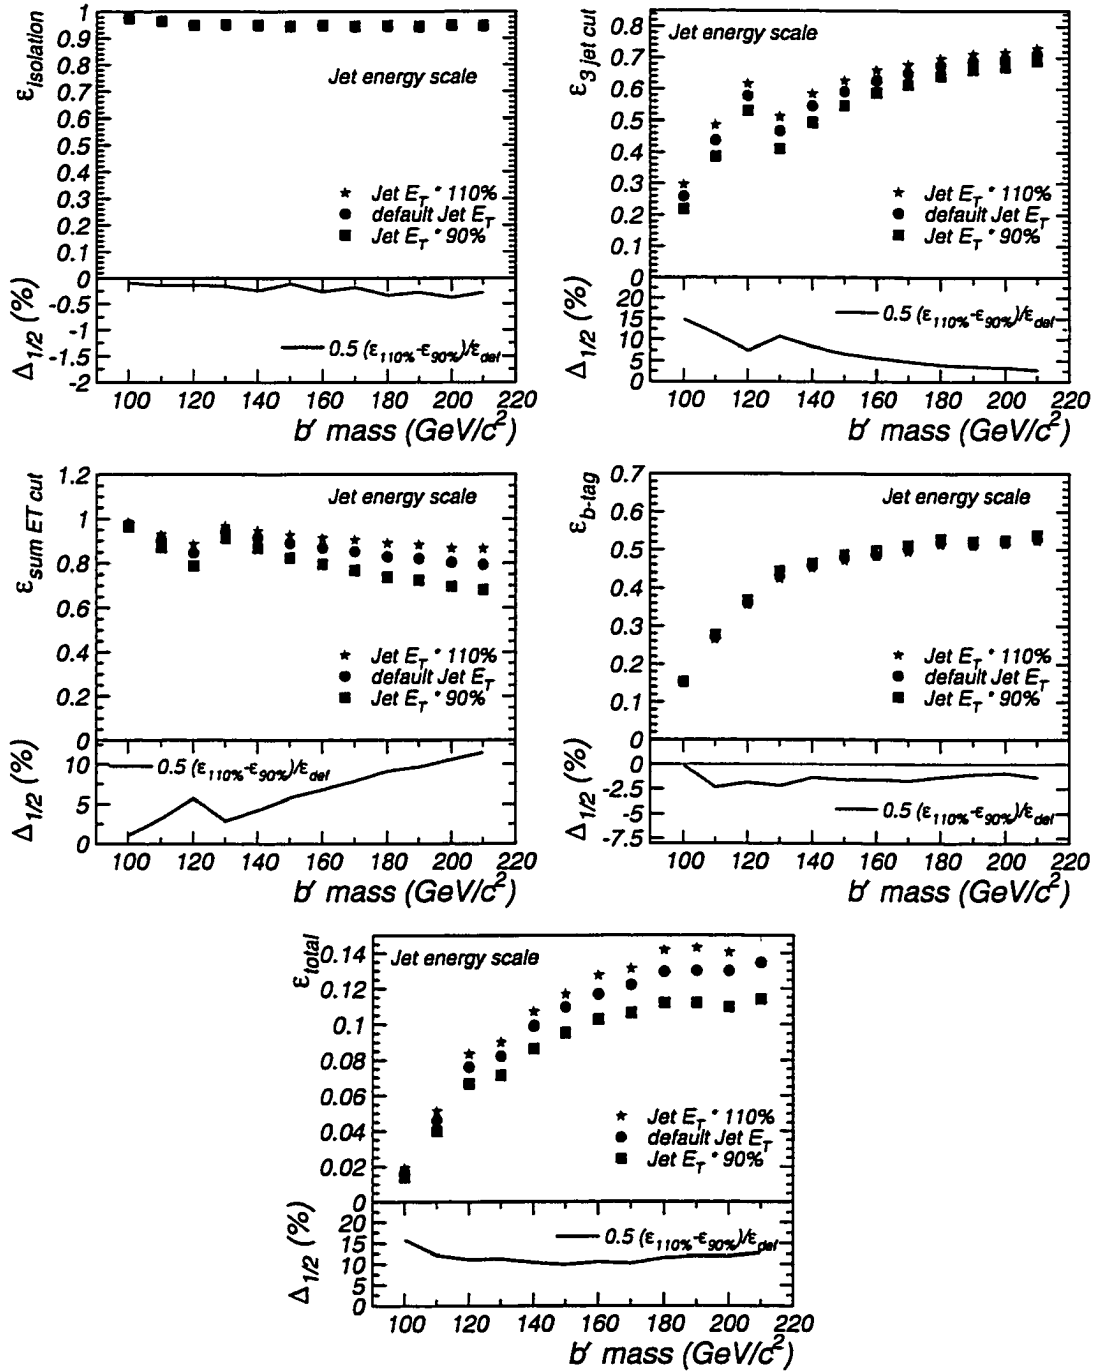 ε_isolation
1
0.9
0.8
0.7
0.6
0.5
0.4
0.3
0.2
0.1
0
Jet energy scale
★ Jet E_T * 110%
● default Jet E_T
■ Jet E_T * 90%
Δ_1/2 (%)
-0.5
-1
-1.5
-2
0.5 (ε_110%-ε_90%)/ε_def
100 120 140 160 180 200 220
b′ mass (GeV/c²)
ε_3 jet cut
0.8
0.7
0.6
0.5
0.4
0.3
0.2
0.1
0
Jet energy scale
★ Jet E_T * 110%
● default Jet E_T
■ Jet E_T * 90%
Δ_1/2 (%)
20
15
10
5
0
0.5 (ε_110%-ε_90%)/ε_def
100 120 140 160 180 200 220
b′ mass (GeV/c²)
ε_sum ET cut
1.2
1
0.8
0.6
0.4
0.2
0
Jet energy scale
★ Jet E_T * 110%
● default Jet E_T
■ Jet E_T * 90%
Δ_1/2 (%)
10
5
0
0.5 (ε_110%-ε_90%)/ε_def
100 120 140 160 180 200 220
b′ mass (GeV/c²)
ε_b-tag
0.7
0.6
0.5
0.4
0.3
0.2
0.1
0
Jet energy scale
★ Jet E_T * 110%
● default Jet E_T
■ Jet E_T * 90%
Δ_1/2 (%)
0
-2.5
-5
-7.5
0.5 (ε_110%-ε_90%)/ε_def
100 120 140 160 180 200 220
b′ mass (GeV/c²)
ε_total
0.14
0.12
0.1
0.08
0.06
0.04
0.02
0
Jet energy scale
★ Jet E_T * 110%
● default Jet E_T
■ Jet E_T * 90%
Δ_1/2 (%)
20
15
10
5
0
0.5 (ε_110%-ε_90%)/ε_def
100 120 140 160 180 200 220
b′ mass (GeV/c²)